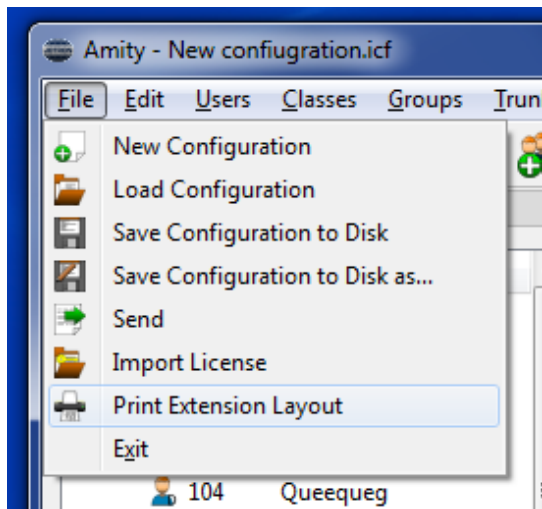 Amity - New confiugration.icf
File Edit Users Classes Groups Trun
New Configuration
Load Configuration
Save Configuration to Disk
Save Configuration to Disk as...
Send
Import License
Print Extension Layout
Exit
104 Queequeg